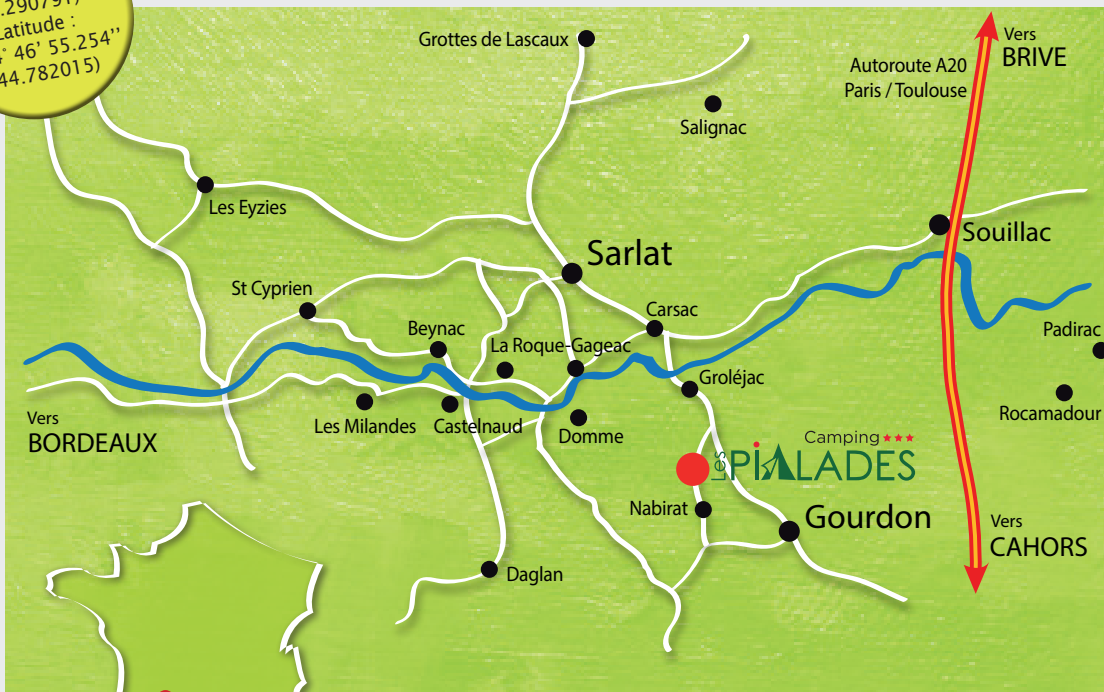 .290791)
Latitude :
° 46’ 55.254’’
44.782015)
Grottes de Lascaux
Vers
BRIVE
Autoroute A20
Paris / Toulouse
Salignac
Les Eyzies
Sarlat
Souillac
St Cyprien
Carsac
Beynac
La Roque-Gageac
Padirac
Groléjac
Rocamadour
Vers
BORDEAUX
Les Milandes
Castelnaud
Domme
Camping
Les PiALADES
Nabirat
Gourdon
Vers
CAHORS
Daglan